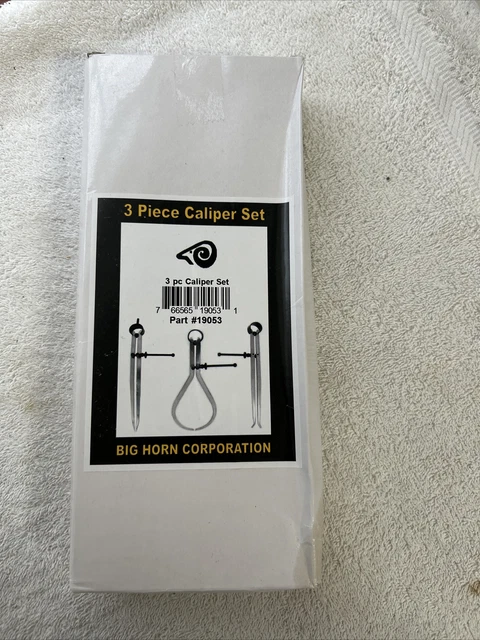 3 Piece Caliper Set
3 pc Caliper Set
7 66565 19053 1
Part #19053
BIG HORN CORPORATION